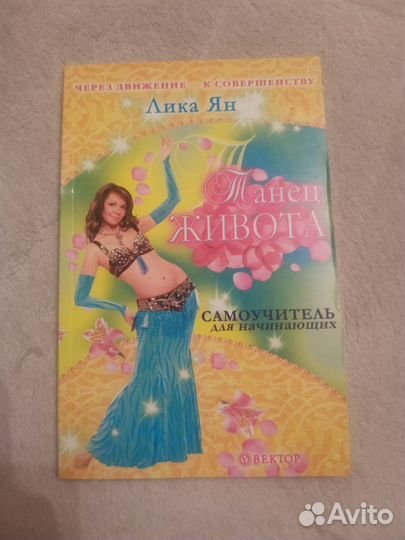 ЧЕРЕЗ ДВИЖЕНИЕ – К СОВЕРШЕНСТВУ
Лика Ян
Танец
ЖИВОТА
САМОУЧИТЕЛЬ
для начинающих
ВЕКТОР
Avito